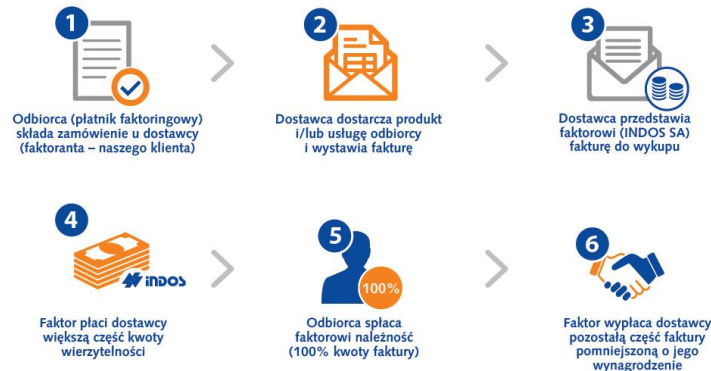 1
Odbiorca (płatnik faktoringowy)
składa zamówienie u dostawcy
(faktoranta – naszego klienta)
2
Dostawca dostarcza produkt
i/lub usługę odbiorcy
i wystawia fakturę
3
Dostawca przedstawia
faktorowi (INDOS SA)
fakturę do wykupu
4
INDOS
Faktor płaci dostawcy
większą część kwoty
wierzytelności
5
100%
Odbiorca spłaca
faktorowi należność
(100% kwoty faktury)
6
Faktor wypłaca dostawcy
pozostałą część faktury
pomniejszoną o jego
wynagrodzenie